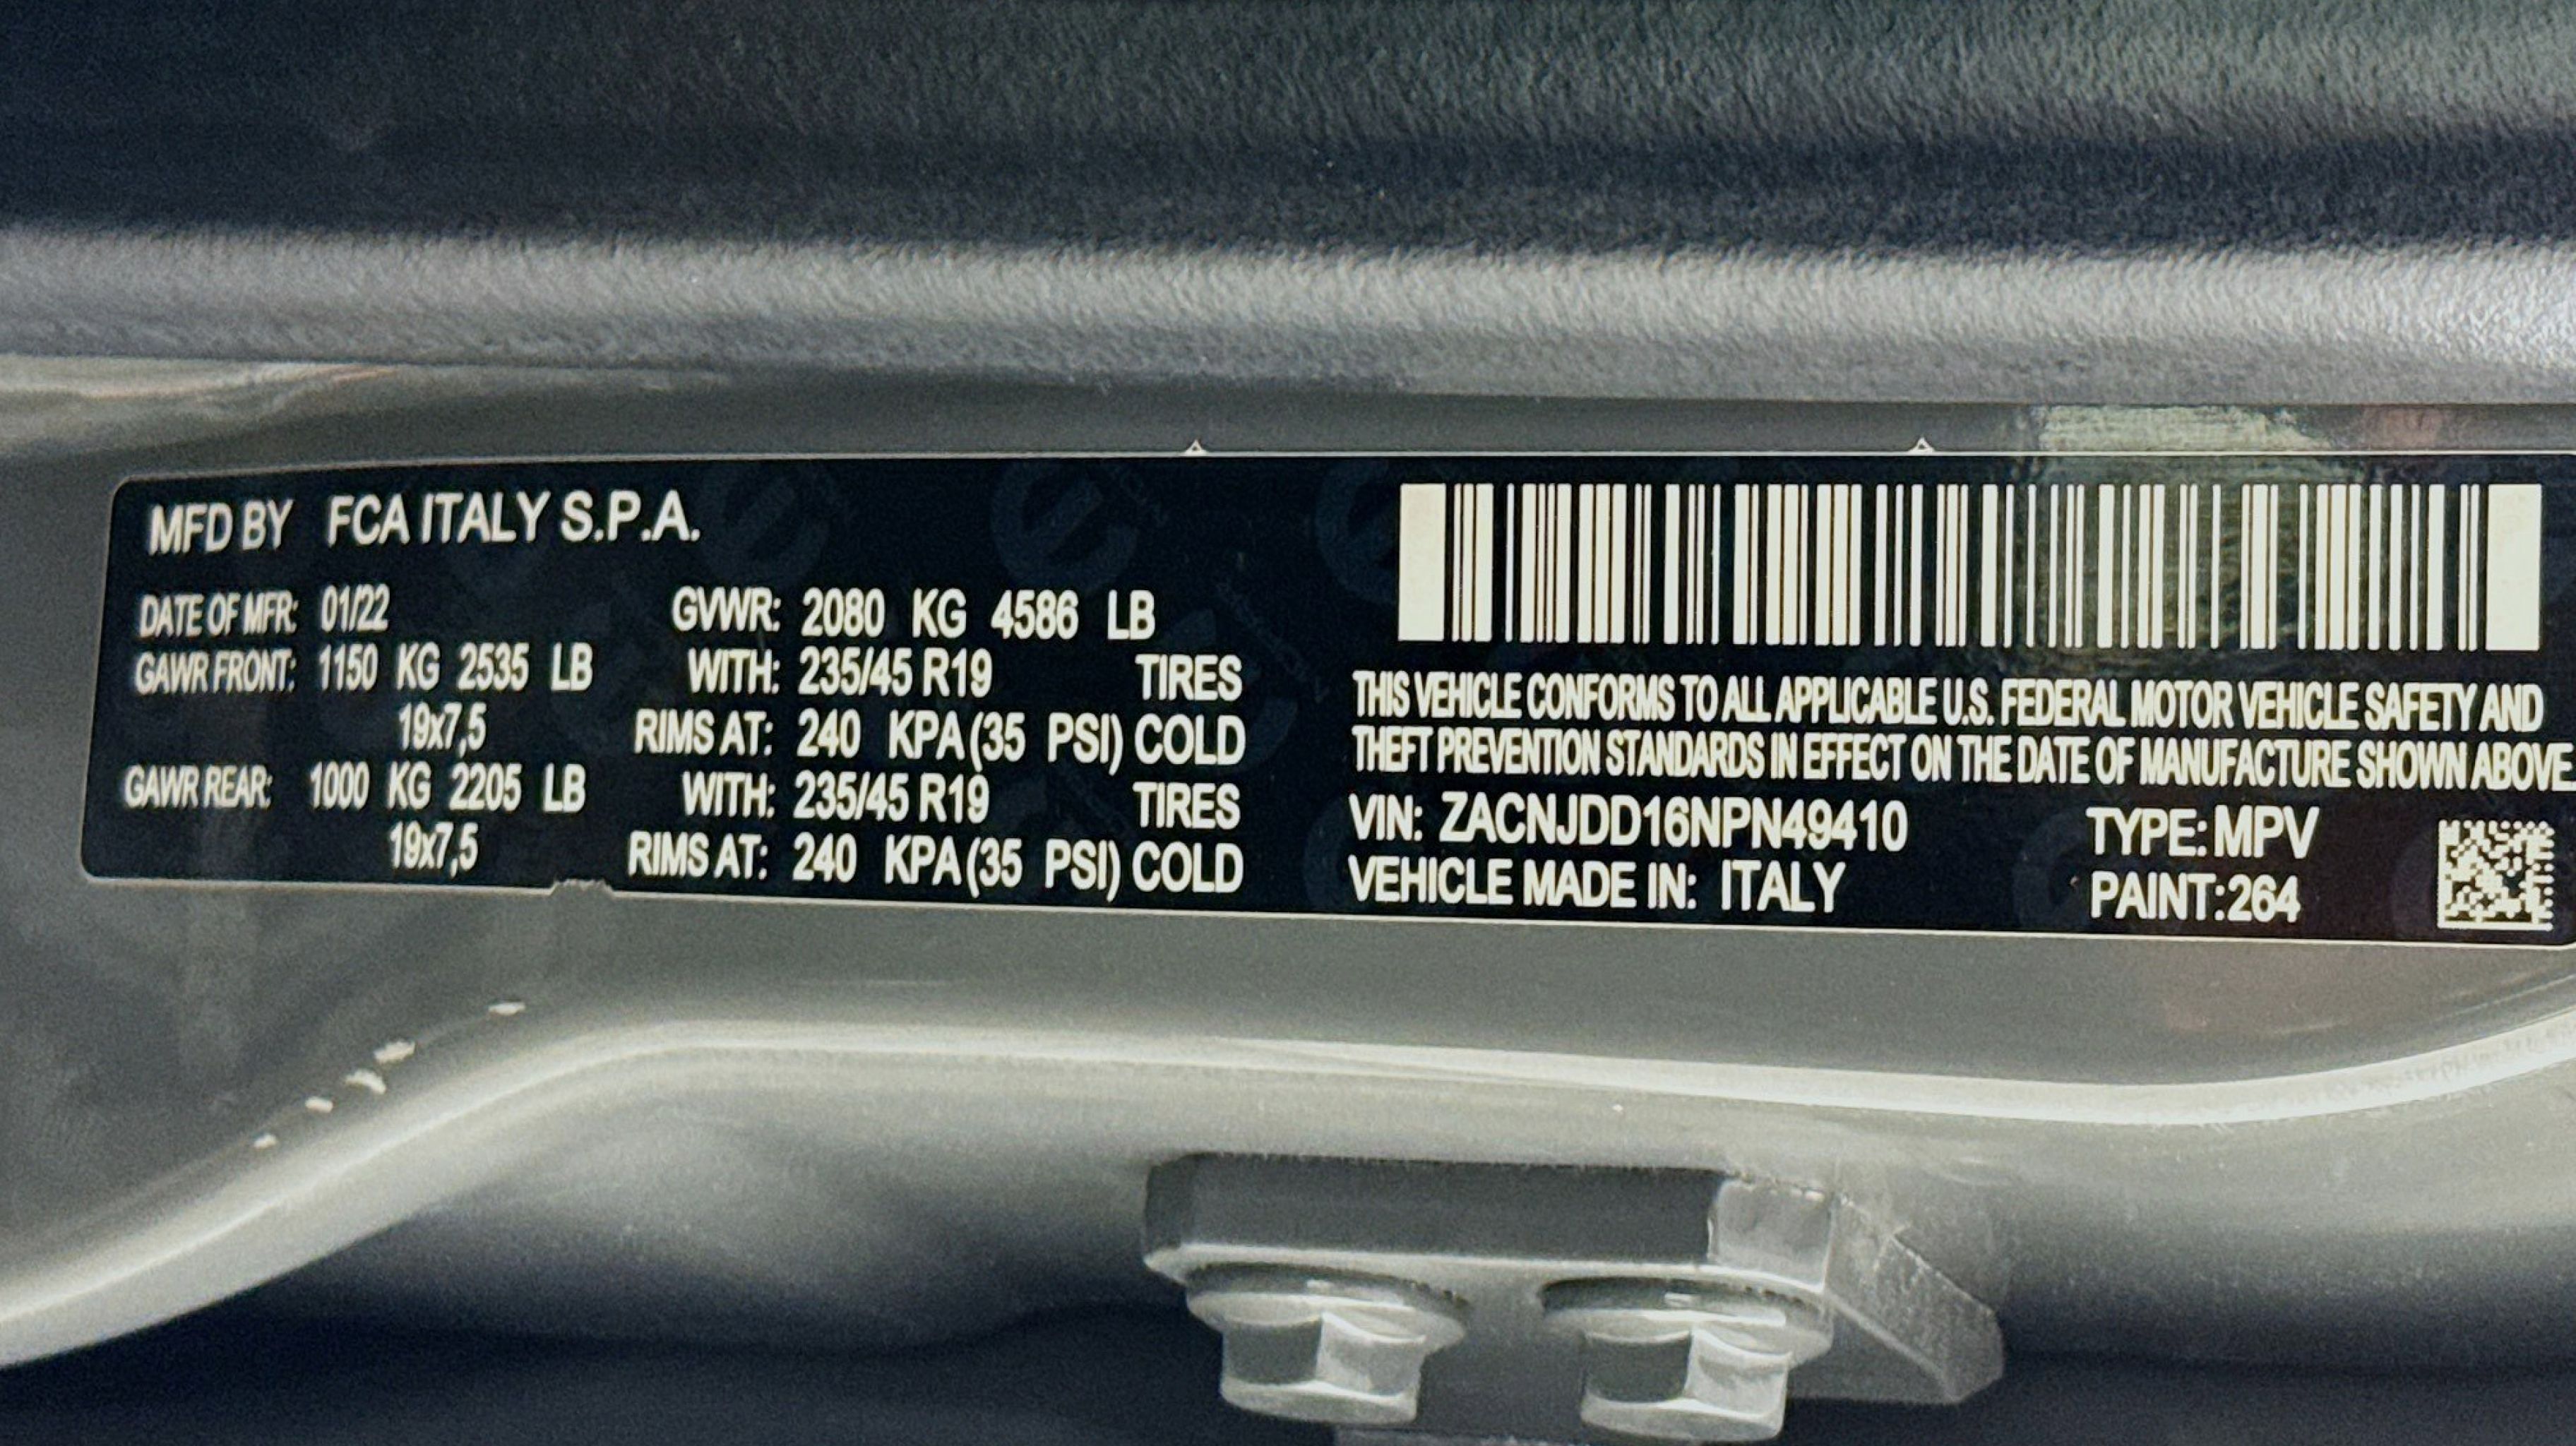 MFD BY FCA ITALY S.P.A.
DATE OF MFR: 01/22 GVWR: 2080 KG 4586 LB
GAWR FRONT: 1150 KG 2535 LB WITH: 235/45 R19 TIRES
19x7,5 RIMS AT: 240 KPA (35 PSI) COLD
GAWR REAR: 1000 KG 2205 LB WITH: 235/45 R19 TIRES
19x7,5 RIMS AT: 240 KPA (35 PSI) COLD
THIS VEHICLE CONFORMS TO ALL APPLICABLE U.S. FEDERAL MOTOR VEHICLE SAFETY AND
THEFT PREVENTION STANDARDS IN EFFECT ON THE DATE OF MANUFACTURE SHOWN ABOVE.
VIN: ZACNJDD16NPN49410 TYPE: MPV
VEHICLE MADE IN: ITALY PAINT:264